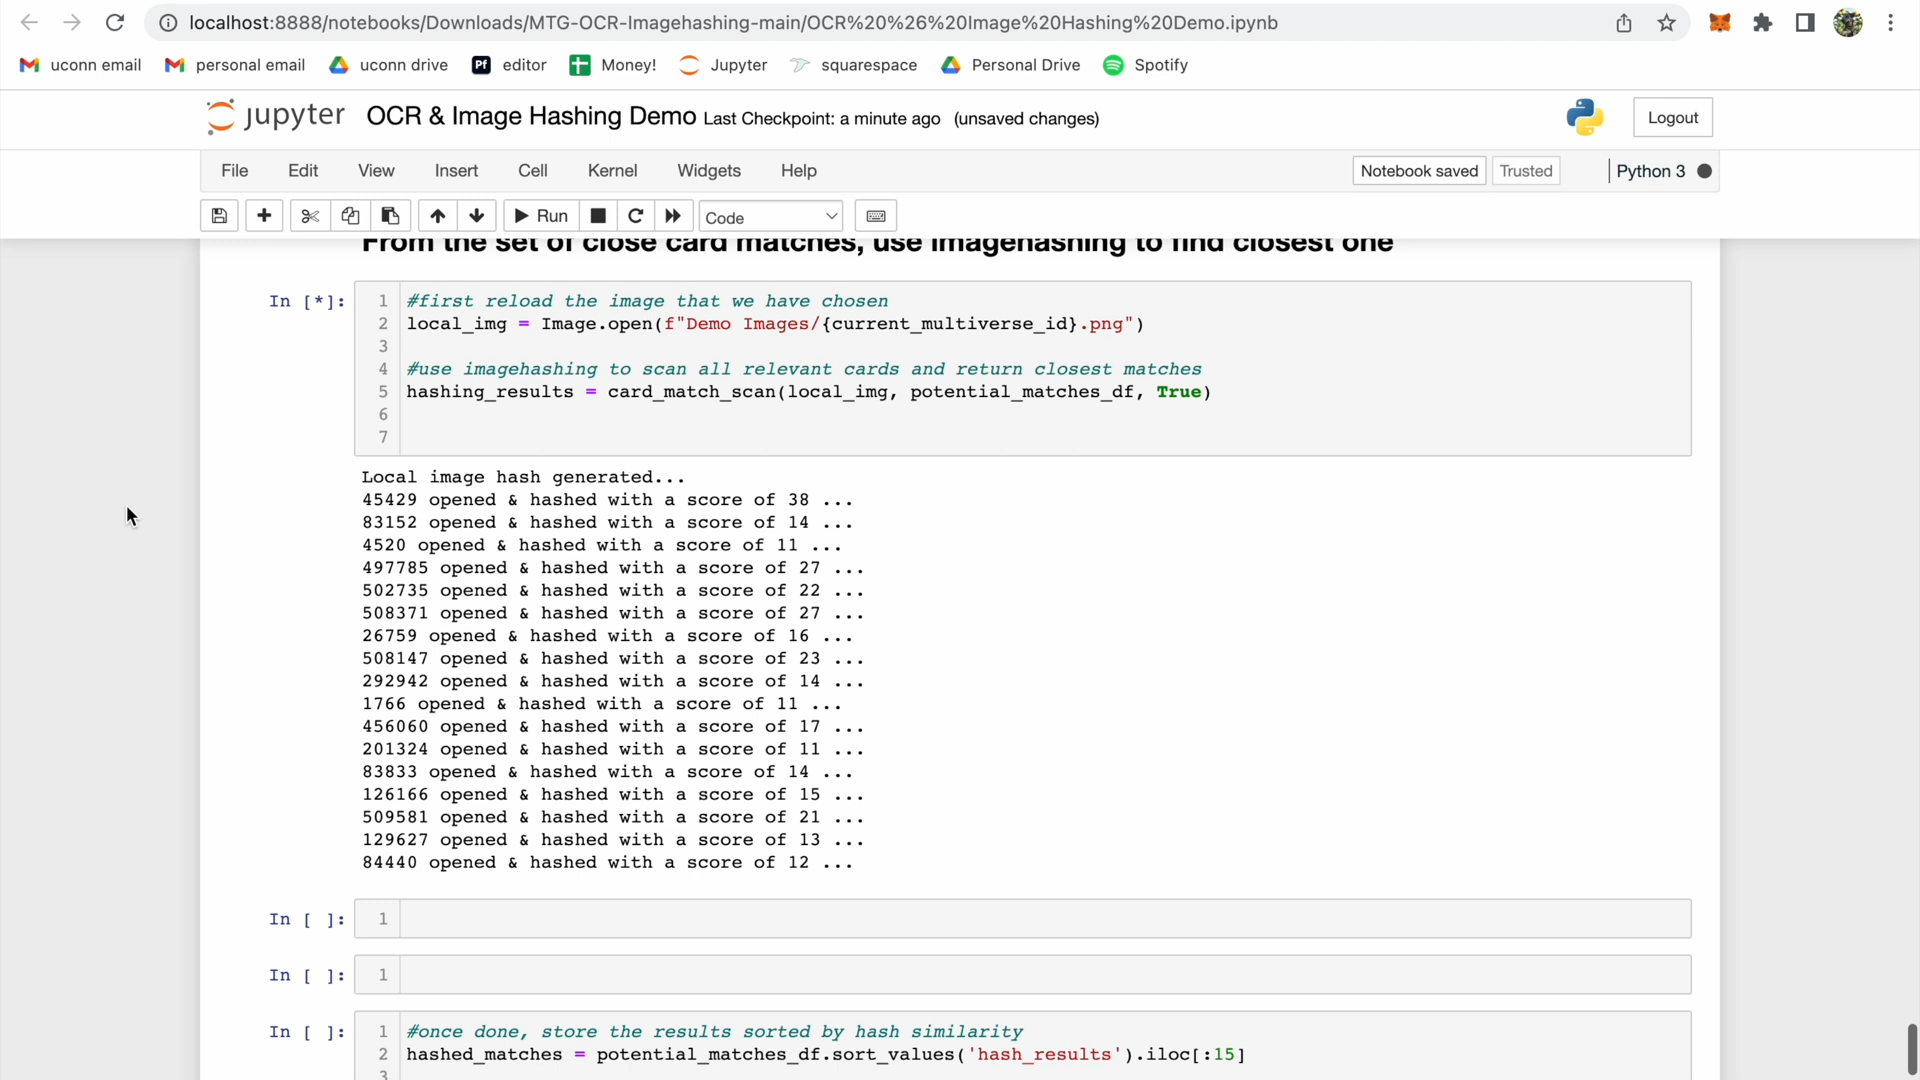 localhost:8888/notebooks/Downloads/MTG-OCR-Imagehashing-main/OCR%20%26%20Image%20Hashing%20Demo.ipynb
uconn email personal email uconn drive Pf editor Money! Jupyter squarespace Personal Drive Spotify
jupyter OCR & Image Hashing Demo Last Checkpoint: a minute ago (unsaved changes) Logout
File Edit View Insert Cell Kernel Widgets Help Notebook saved Trusted Python 3
Run Code
From the set of close card matches, use imagehashing to find closest one
In [*]: 1 #first reload the image that we have chosen
2 local_img = Image.open(f"Demo Images/{current_multiverse_id}.png")
3
4 #use imagehashing to scan all relevant cards and return closest matches
5 hashing_results = card_match_scan(local_img, potential_matches_df, True)
6
7
Local image hash generated...
45429 opened & hashed with a score of 38 ...
83152 opened & hashed with a score of 14 ...
4520 opened & hashed with a score of 11 ...
497785 opened & hashed with a score of 27 ...
502735 opened & hashed with a score of 22 ...
508371 opened & hashed with a score of 27 ...
26759 opened & hashed with a score of 16 ...
508147 opened & hashed with a score of 23 ...
292942 opened & hashed with a score of 14 ...
1766 opened & hashed with a score of 11 ...
456060 opened & hashed with a score of 17 ...
201324 opened & hashed with a score of 11 ...
83833 opened & hashed with a score of 14 ...
126166 opened & hashed with a score of 15 ...
509581 opened & hashed with a score of 21 ...
129627 opened & hashed with a score of 13 ...
84440 opened & hashed with a score of 12 ...
In [ ]: 1
In [ ]: 1
In [ ]: 1 #once done, store the results sorted by hash similarity
2 hashed_matches = potential_matches_df.sort_values('hash_results').iloc[:15]
3